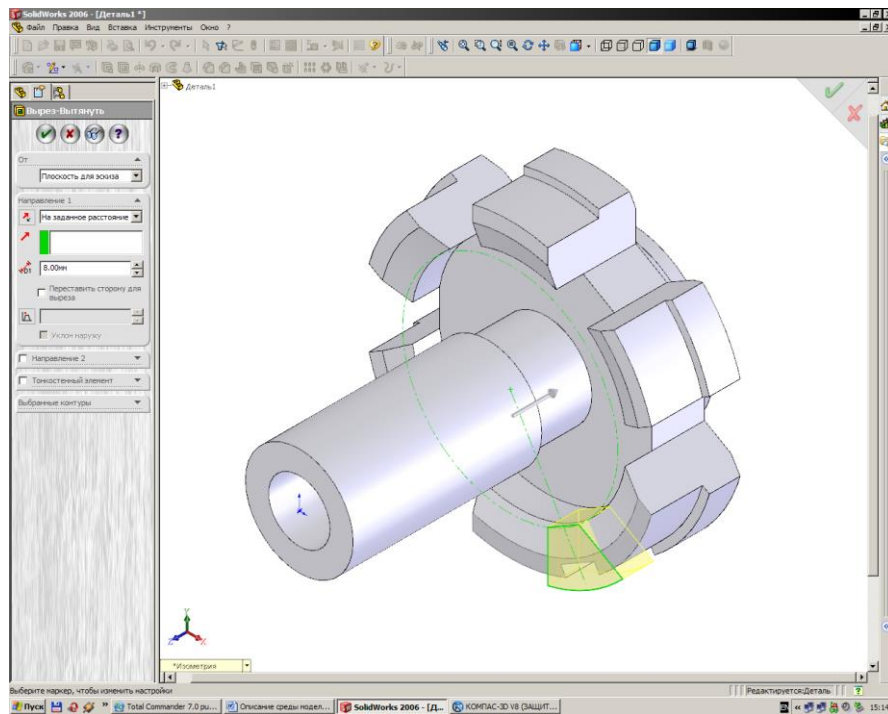 SolidWorks 2006 - [Деталь1 *]
Файл Правка Вид Вставка Инструменты Окно ?
Деталь1
Вырез-Вытянуть
От
Плоскость для эскиза
Направление 1
На заданное расстояние
D1
8.00мм
Переставить сторону для
выреза
Уклон наружу
Направление 2
Тонкостенный элемент
Выбранные контуры
Y
X
Z
*Изометрия
Выберите маркер, чтобы изменить настройки
Редактируется:Деталь
Пуск
Total Commander 7.0 pu...
Описание среды модел...
SolidWorks 2006 - [Д...
КОМПАС-3D V8 (ЗАЩИТ...